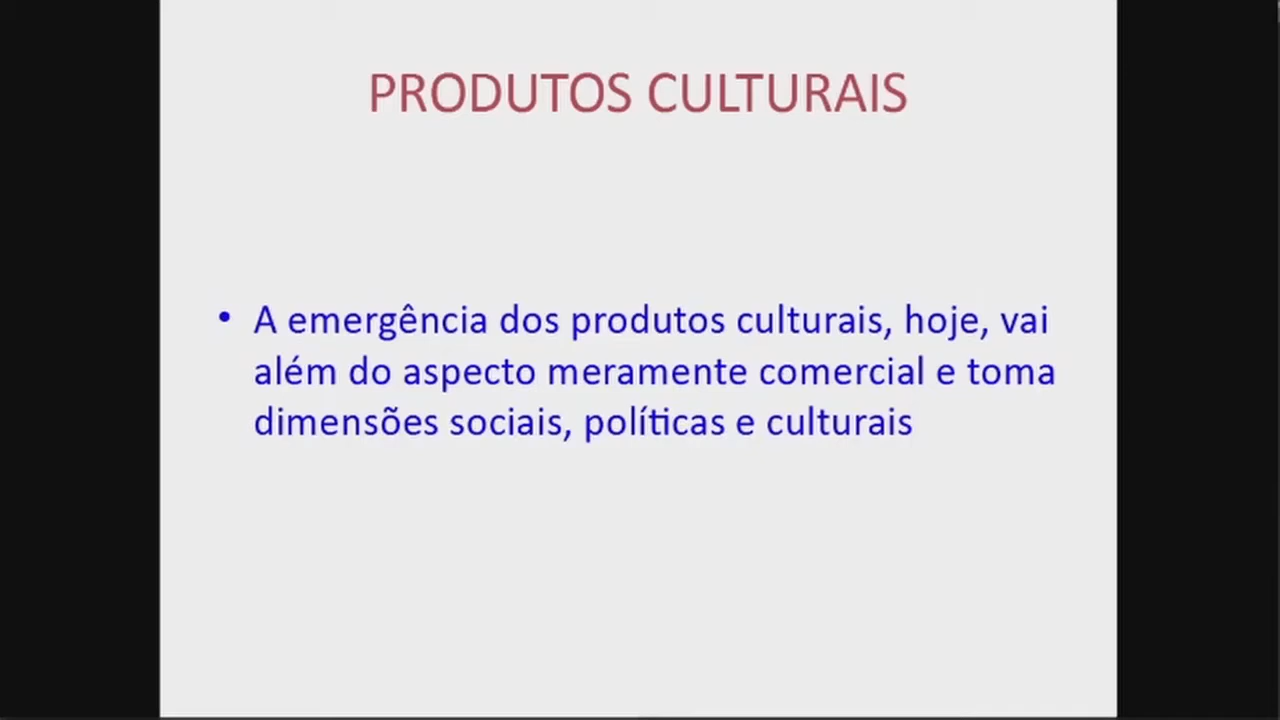 PRODUTOS CULTURAIS
• A emergência dos produtos culturais, hoje, vai
além do aspecto meramente comercial e toma
dimensões sociais, políticas e culturais